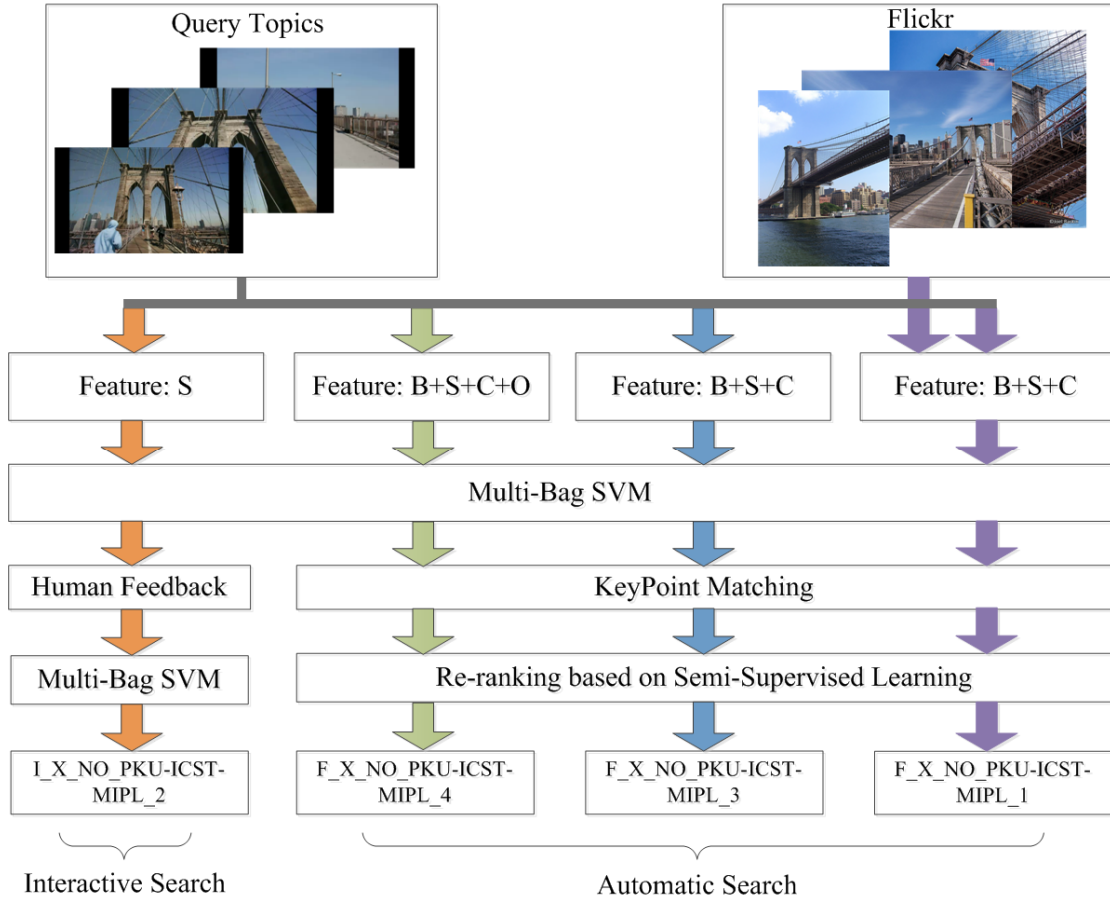 Query Topics
Flickr
Feature: S
Feature: B+S+C+O
Feature: B+S+C
Feature: B+S+C
Multi-Bag SVM
Human Feedback
KeyPoint Matching
Multi-Bag SVM
Re-ranking based on Semi-Supervised Learning
I_X_NO_PKU-ICST-
MIPL_2
F_X_NO_PKU-ICST-
MIPL_4
F_X_NO_PKU-ICST-
MIPL_3
F_X_NO_PKU-ICST-
MIPL_1
Interactive Search
Automatic Search